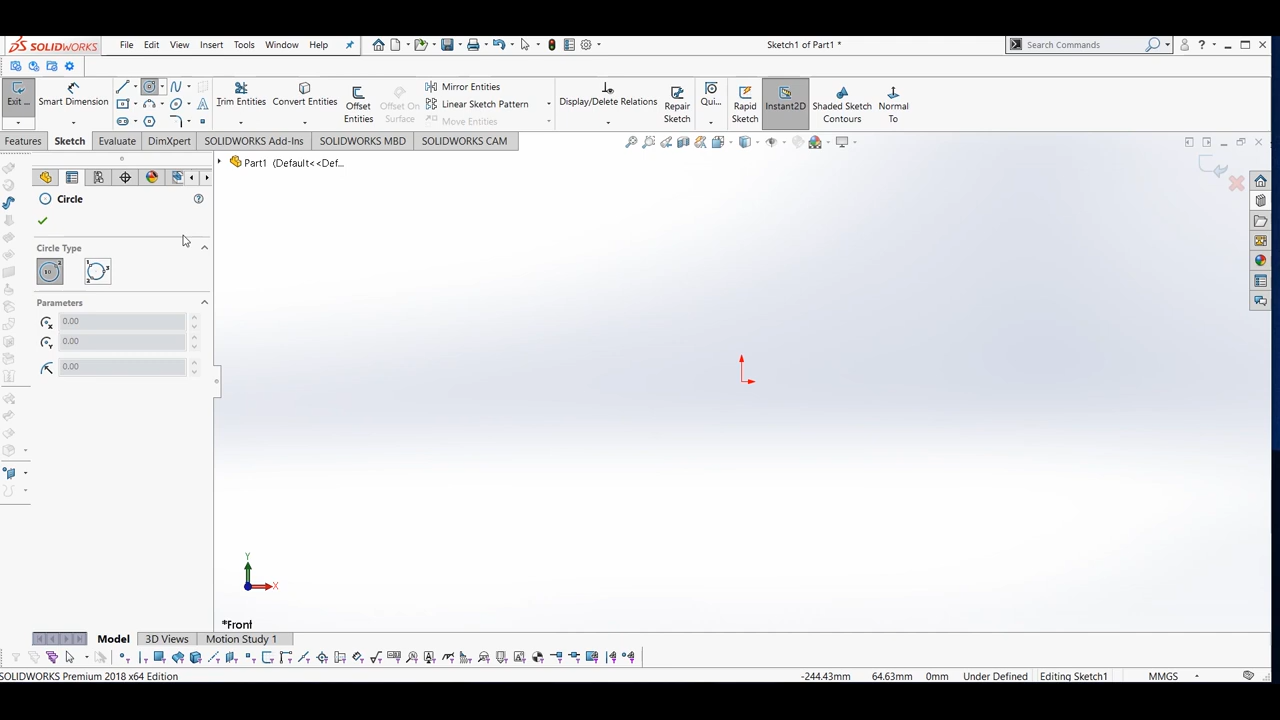 SOLIDWORKS File Edit View Insert Tools Window Help Sketch1 of Part1 * Search Commands
Exit ... Smart Dimension Trim Entities Convert Entities Offset Entities Offset On Surface Mirror Entities Linear Sketch Pattern Move Entities Display/Delete Relations Repair Sketch Qui... Rapid Sketch Instant2D Shaded Sketch Contours Normal To
Features Sketch Evaluate DimXpert SOLIDWORKS Add-Ins SOLIDWORKS MBD SOLIDWORKS CAM
Part1 (Default<<Def...
Circle
Circle Type
Parameters
0.00
0.00
0.00
Y
X
*Front
Model 3D Views Motion Study 1
SOLIDWORKS Premium 2018 x64 Edition -244.43mm 64.63mm 0mm Under Defined Editing Sketch1 MMGS